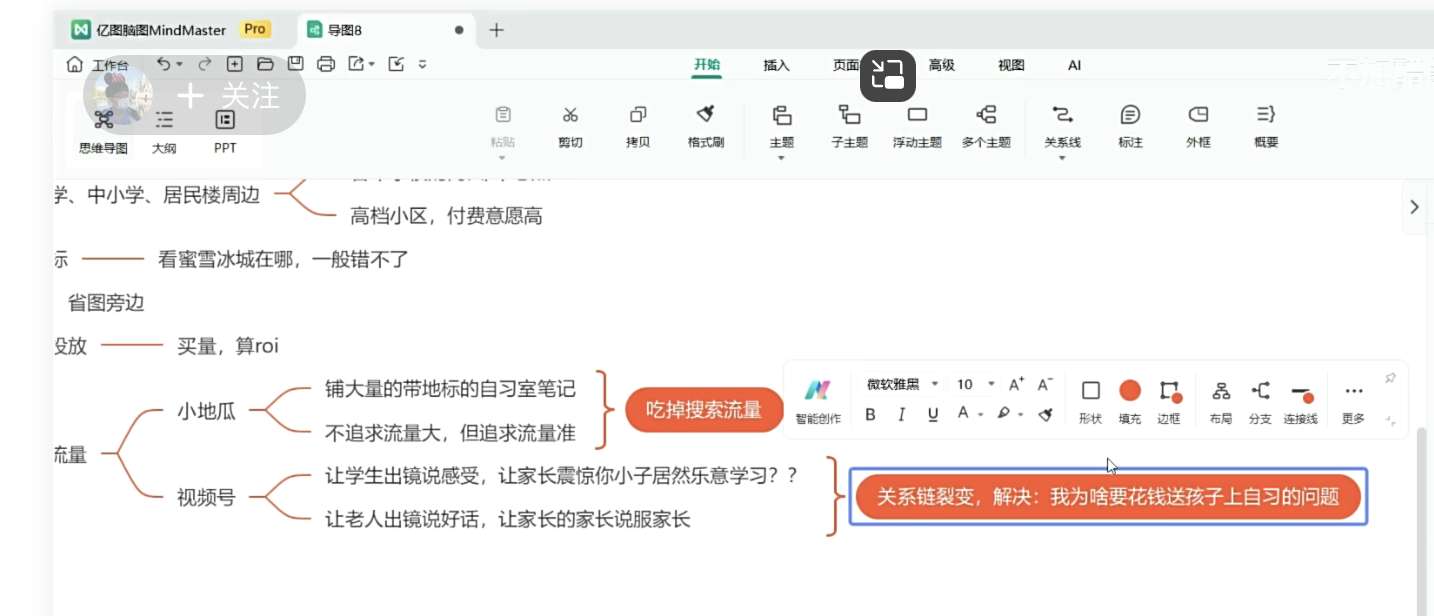 亿图脑图MindMaster Pro 导图8
工作台
开始 插入 页面 高级 视图 AI
关注
思维导图 大纲 PPT
粘贴 剪切 拷贝 格式刷 主题 子主题 浮动主题 多个主题 关系线 标注 外框 概要
学、中小学、居民楼周边
高档小区，付费意愿高
标 看蜜雪冰城在哪，一般错不了
省图旁边
投放 买量，算roi
小地瓜
铺大量的带地标的自习室笔记
不追求流量大，但追求流量准
吃掉搜索流量
智能创作 微软雅黑 10 A+ A-
B I U A
形状 填充 边框 布局 分支 连接线 更多
流量
视频号
让学生出镜说感受，让家长震惊你小子居然乐意学习？？
让老人出镜说好话，让家长的家长说服家长
关系链裂变，解决：我为啥要花钱送孩子上自习的问题